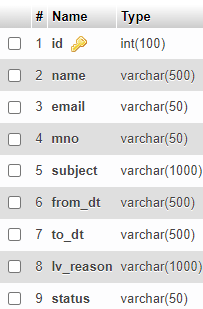 # Name Type
1 id int(100)
2 name varchar(500)
3 email varchar(50)
4 mno varchar(50)
5 subject varchar(1000)
6 from_dt varchar(500)
7 to_dt varchar(500)
8 lv_reason varchar(1000)
9 status varchar(50)